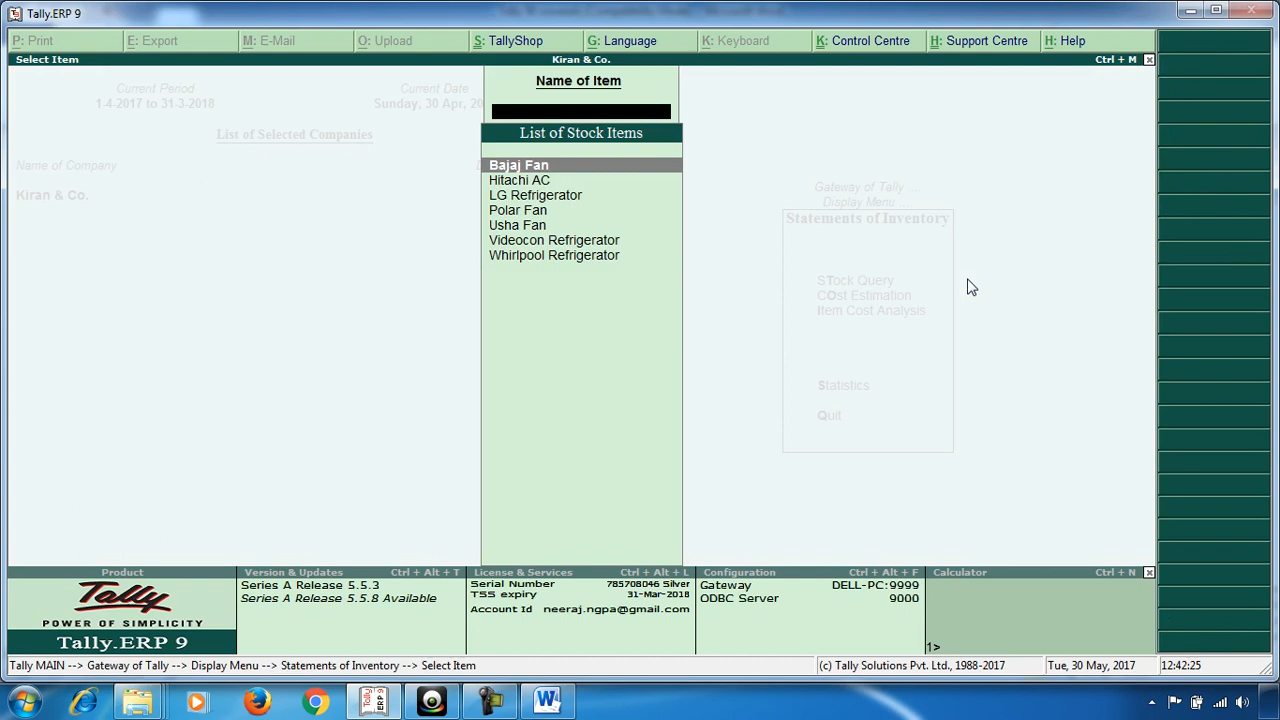 Tally.ERP 9
P: Print E: Export M: E-Mail O: Upload S: TallyShop G: Language K: Keyboard K: Control Centre H: Support Centre H: Help
Select Item Kiran & Co. Ctrl + M
Current Period Current Date
1-4-2017 to 31-3-2018 Sunday, 30 Apr, 20
List of Selected Companies
Name of Company
Kiran & Co.
Name of Item
List of Stock Items
Bajaj Fan
Hitachi AC
LG Refrigerator
Polar Fan
Usha Fan
Videocon Refrigerator
Whirlpool Refrigerator
Gateway of Tally ....
Display Menu.....
Statements of Inventory
STock Query
COst Estimation
Item Cost Analysis
Statistics
Quit
Product
Tally
POWER OF SIMPLICITY
Tally.ERP 9
Version & Updates Ctrl + Alt + T
Series A Release 5.5.3
Series A Release 5.5.8 Available
License & Services Ctrl + Alt + L
Serial Number 785708046 Silver
TSS expiry 31-Mar-2018
Account Id neeraj.ngpa@gmail.com
Configuration Ctrl + Alt + F
Gateway DELL-PC:9999
ODBC Server 9000
Calculator Ctrl + N
1>
Tally MAIN --> Gateway of Tally --> Display Menu --> Statements of Inventory --> Select Item (c) Tally Solutions Pvt. Ltd., 1988-2017 Tue, 30 May, 2017 12:42:25